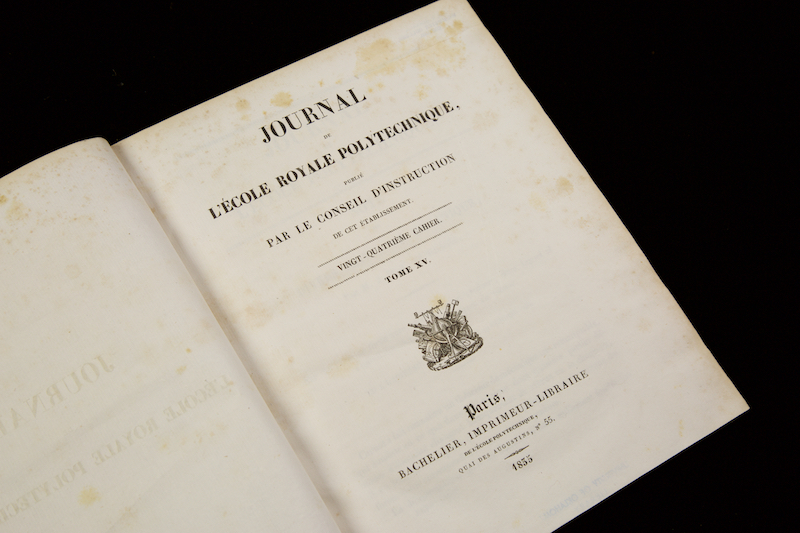 JOURNAL
DE
L'ÉCOLE ROYALE POLYTECHNIQUE,
PUBLIÉ
PAR LE CONSEIL D'INSTRUCTION
DE CET ÉTABLISSEMENT.
VINGT-QUATRIÈME CAHIER.
TOME XV.
Paris,
BACHELIER, IMPRIMEUR-LIBRAIRE
DE L'ÉCOLE POLYTECHNIQUE,
QUAI DES AUGUSTINS, Nº 55.
1835